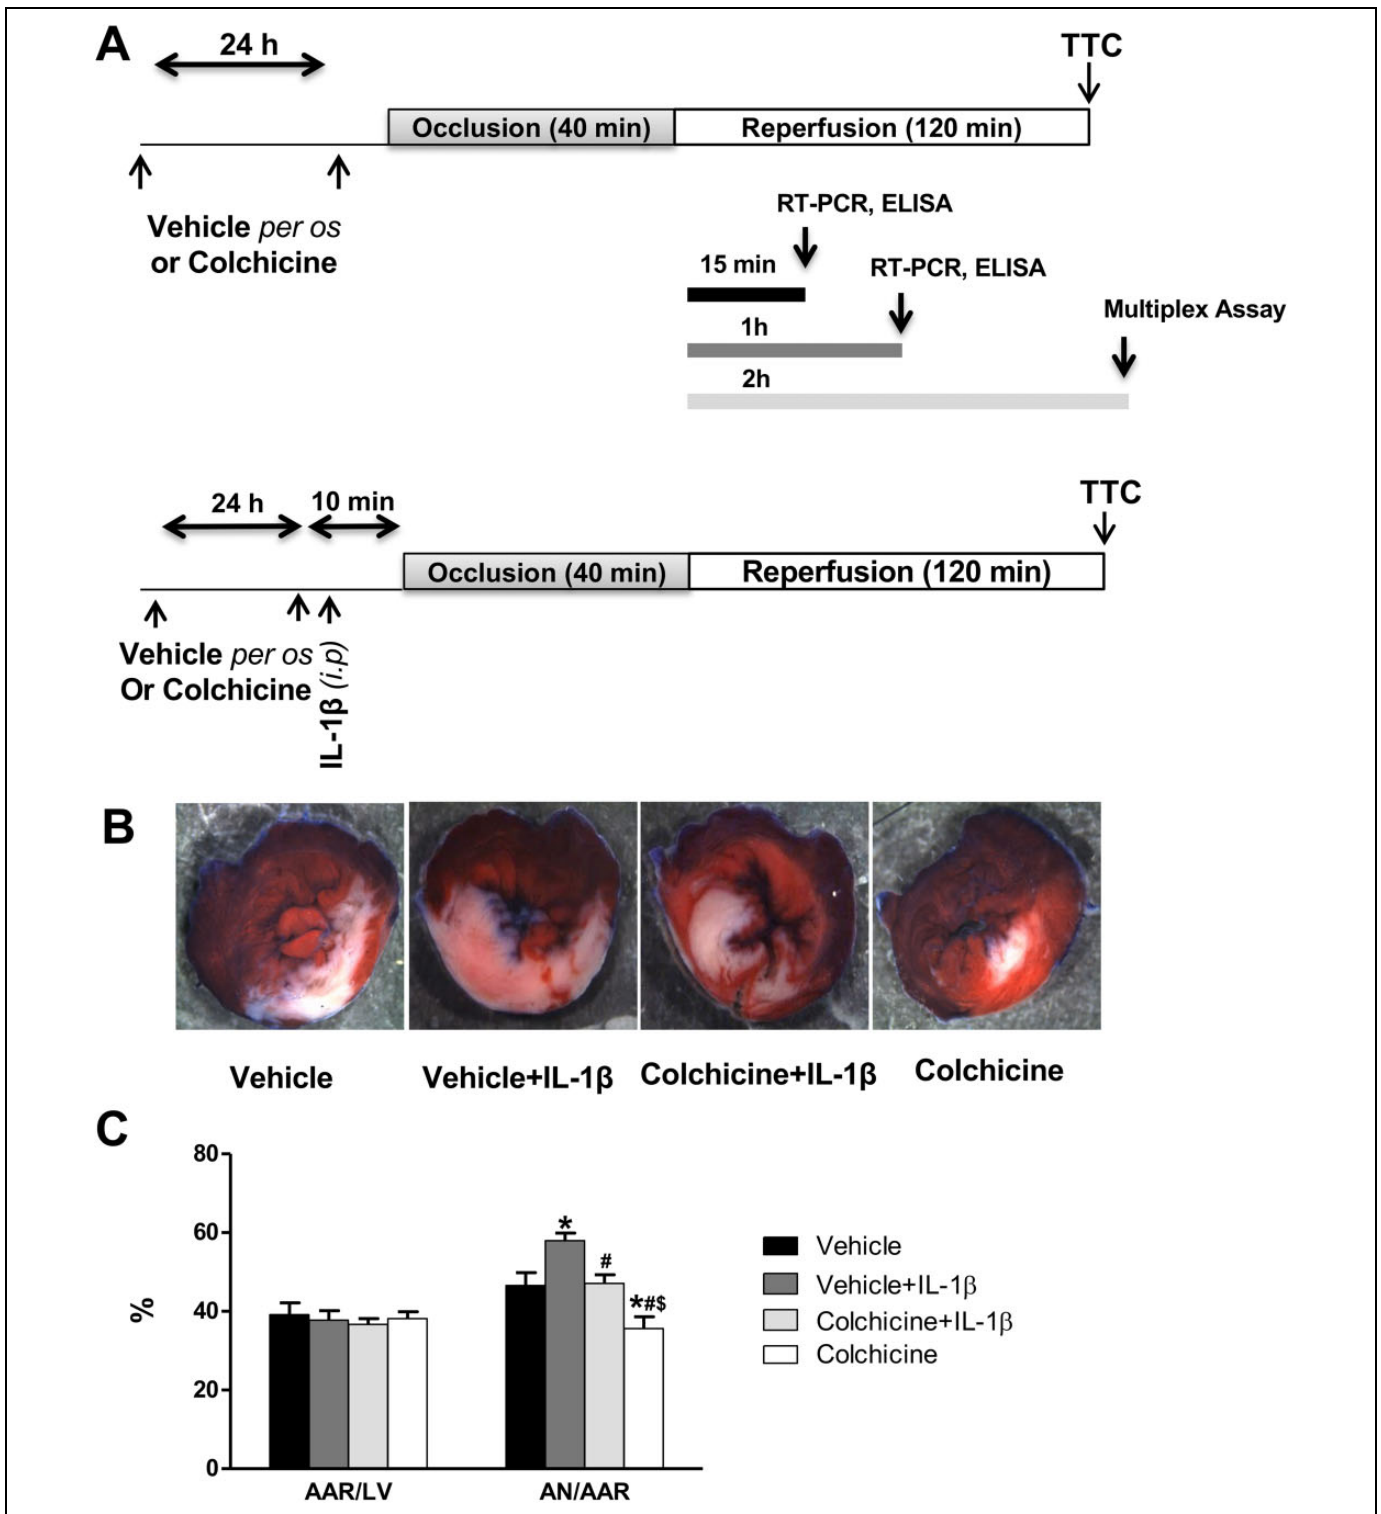 A
24 h
TTC
Occlusion (40 min)
Reperfusion (120 min)
Vehicle per os
or Colchicine
RT-PCR, ELISA
15 min
RT-PCR, ELISA
1h
Multiplex Assay
2h
24 h
10 min
TTC
Occlusion (40 min)
Reperfusion (120 min)
Vehicle per os
Or Colchicine
IL-1β (i.p)
B
Vehicle
Vehicle+IL-1β
Colchicine+IL-1β
Colchicine
C
%
80
60
40
20
0
*
#
*#$
AAR/LV
AN/AAR
Vehicle
Vehicle+IL-1β
Colchicine+IL-1β
Colchicine